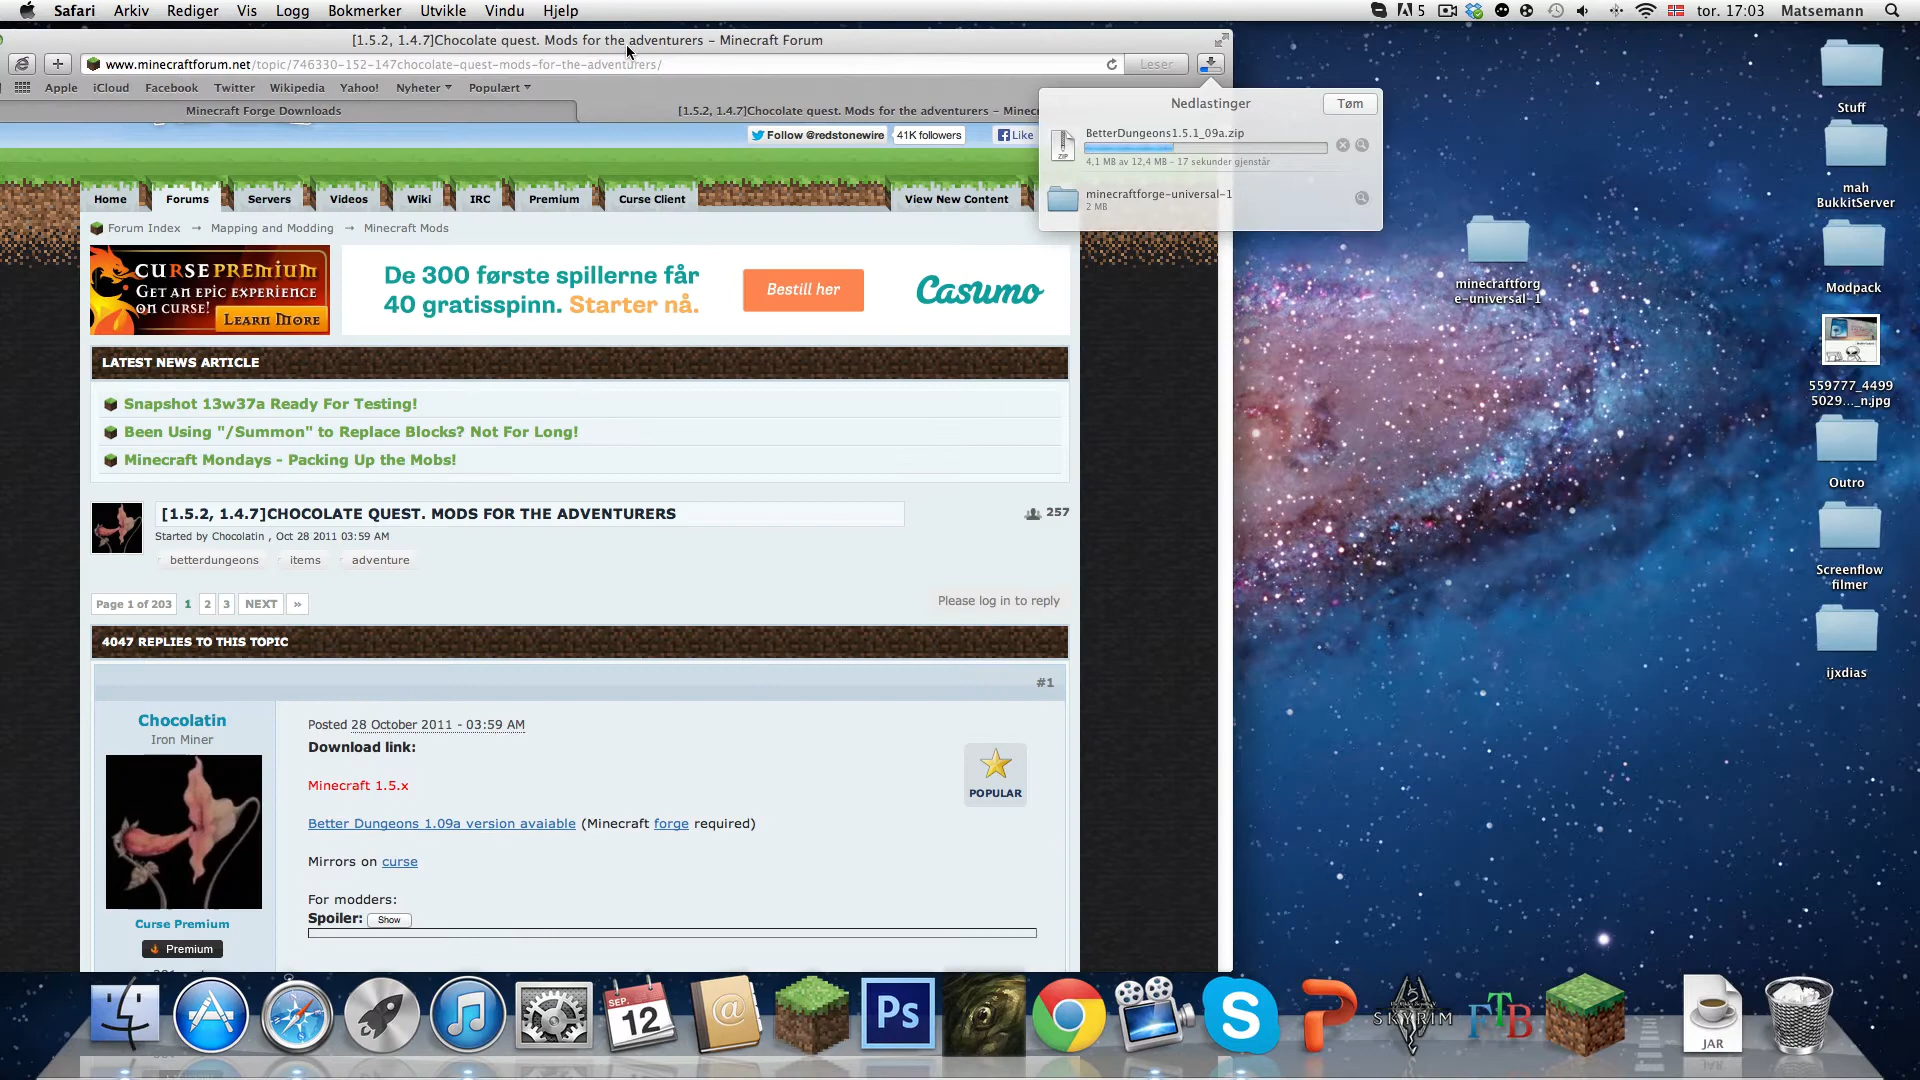 Safari Arkiv Rediger Vis Logg Bokmerker Utvikle Vindu Hjelp
5 tor. 17:03 Matsemann
[1.5.2, 1.4.7]Chocolate quest. Mods for the adventurers – Minecraft Forum
www.minecraftforum.net/topic/746330-152-147chocolate-quest-mods-for-the-adventurers/
Leser
Apple iCloud Facebook Twitter Wikipedia Yahoo! Nyheter Populært
Minecraft Forge Downloads
[1.5.2, 1.4.7]Chocolate quest. Mods for the adventurers – Minec
Nedlastinger
Tøm
BetterDungeons1.5.1_09a.zip
ZIP
4,1 MB av 12,4 MB – 17 sekunder gjenstår
minecraftforge-universal-1
2 MB
Follow @redstonewire 41K followers Like
Home Forums Servers Videos Wiki IRC Premium Curse Client View New Content
Forum Index → Mapping and Modding → Minecraft Mods
CURSE PREMIUM
GET AN EPIC EXPERIENCE
ON CURSE!
LEARN MORE
De 300 første spillerne får
40 gratisspinn. Starter nå.
Bestill her
Casumo
LATEST NEWS ARTICLE
Snapshot 13w37a Ready For Testing!
Been Using "/Summon" to Replace Blocks? Not For Long!
Minecraft Mondays - Packing Up the Mobs!
[1.5.2, 1.4.7]CHOCOLATE QUEST. MODS FOR THE ADVENTURERS
257
Started by Chocolatin , Oct 28 2011 03:59 AM
betterdungeons items adventure
Page 1 of 203 1 2 3 NEXT »
Please log in to reply
4047 REPLIES TO THIS TOPIC
#1
Chocolatin
Iron Miner
Curse Premium
Premium
Posted 28 October 2011 - 03:59 AM
Download link:
POPULAR
Minecraft 1.5.x
Better Dungeons 1.09a version avaiable (Minecraft forge required)
Mirrors on curse
For modders:
Spoiler: Show
Stuff
mah
BukkitServer
minecraftforg
e-universal-1
Modpack
559777_4499
5029..._n.jpg
Outro
Screenflow
filmer
ijxdias
SEP.
12
@
Ps
S
SKYRIM
FTB
JAR